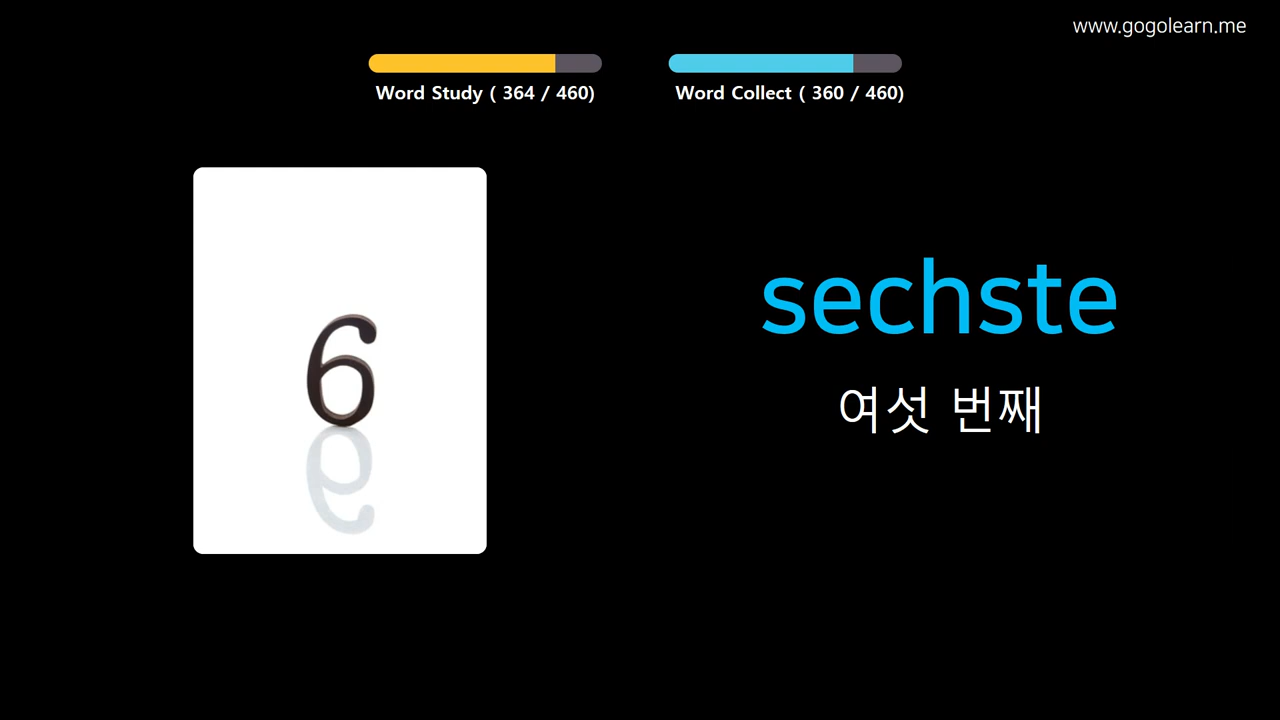 www.gogolearn.me
Word Study ( 364 / 460)
Word Collect ( 360 / 460)
6
sechste
여섯 번째